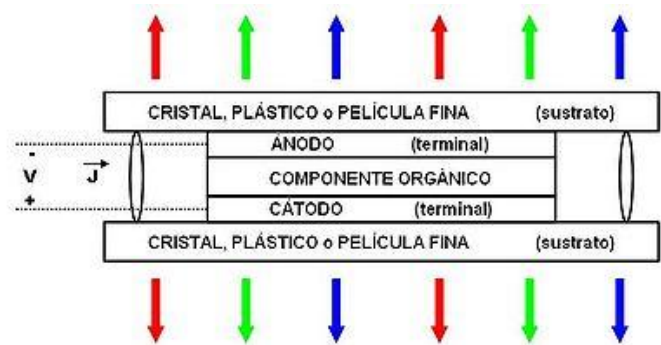 CRISTAL, PLÁSTICO o PELÍCULA FINA (sustrato)
- ÁNODO (terminal)
V J COMPONENTE ORGÁNICO
+ CÁTODO (terminal)
CRISTAL, PLÁSTICO o PELÍCULA FINA (sustrato)